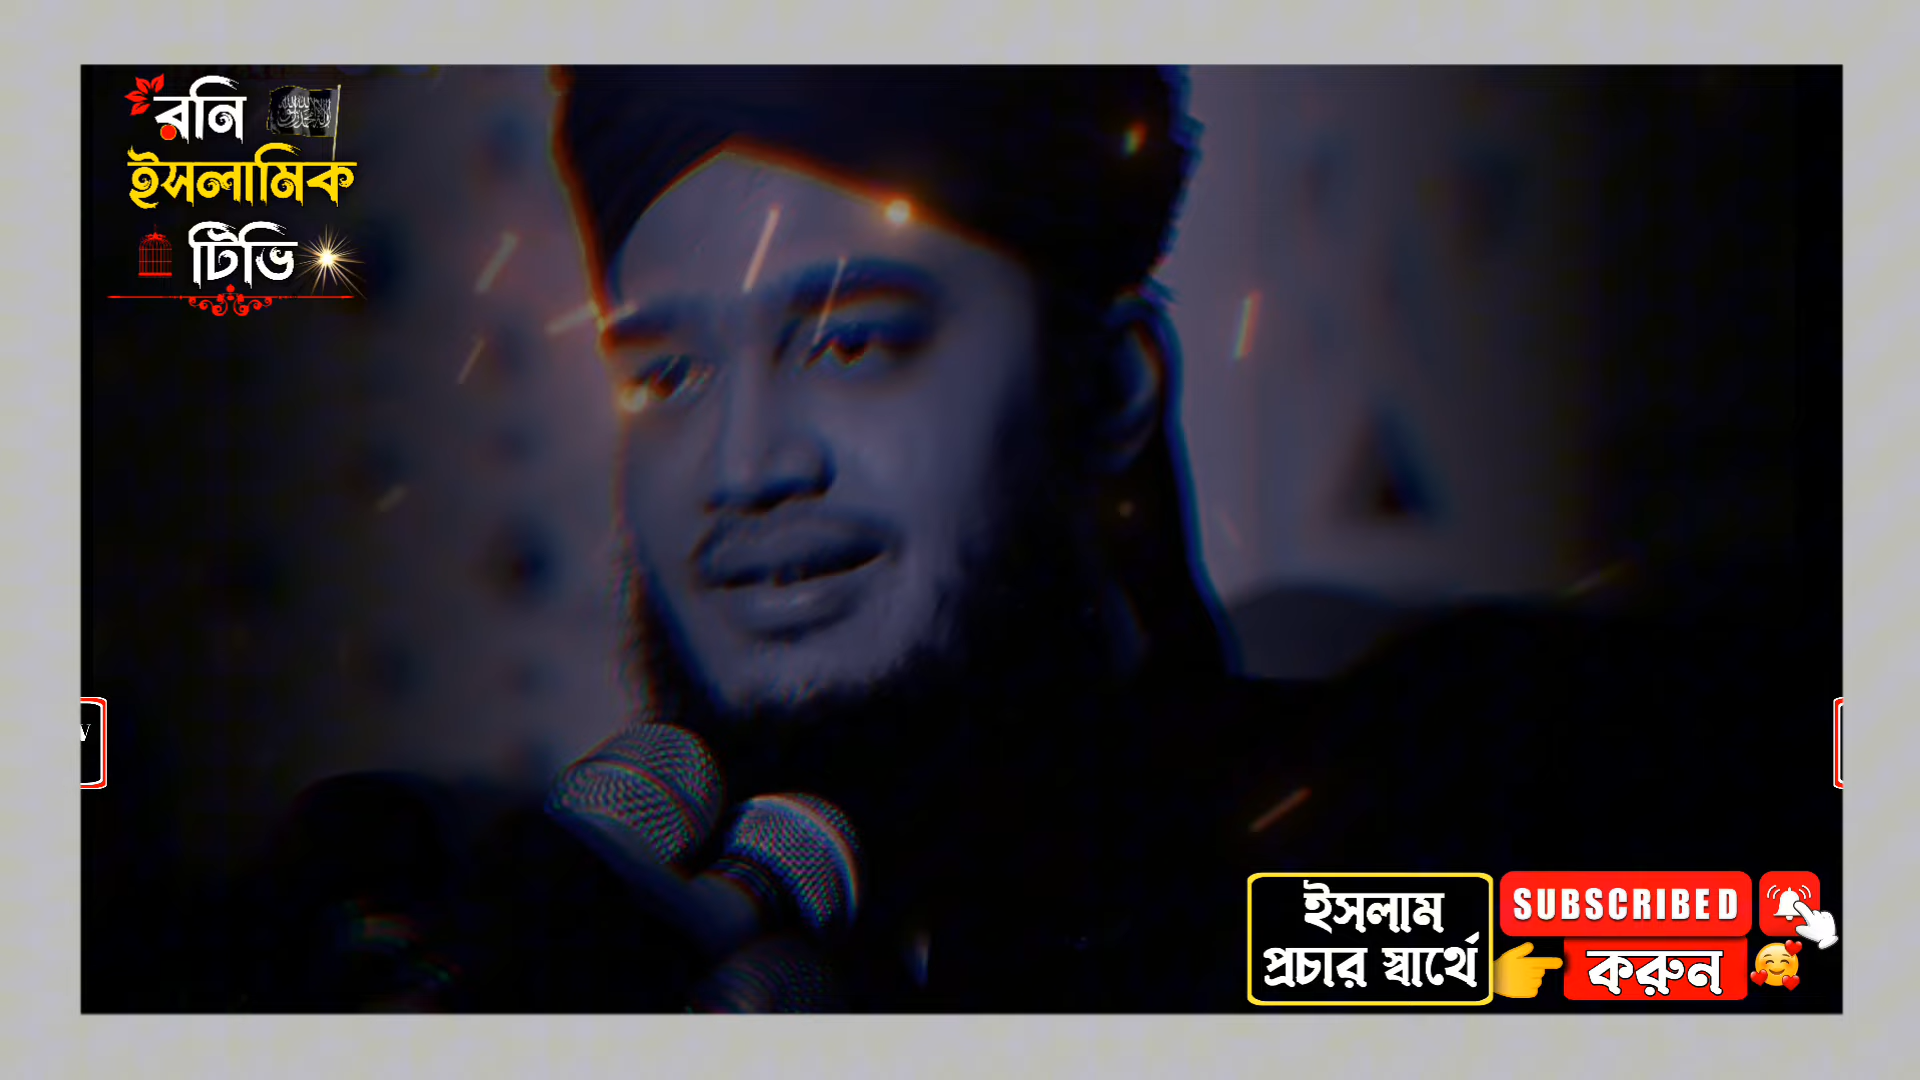 রনি
ইসলামিক
টিভি
ইসলাম
প্রচার স্বার্থে
SUBSCRIBED
করুন